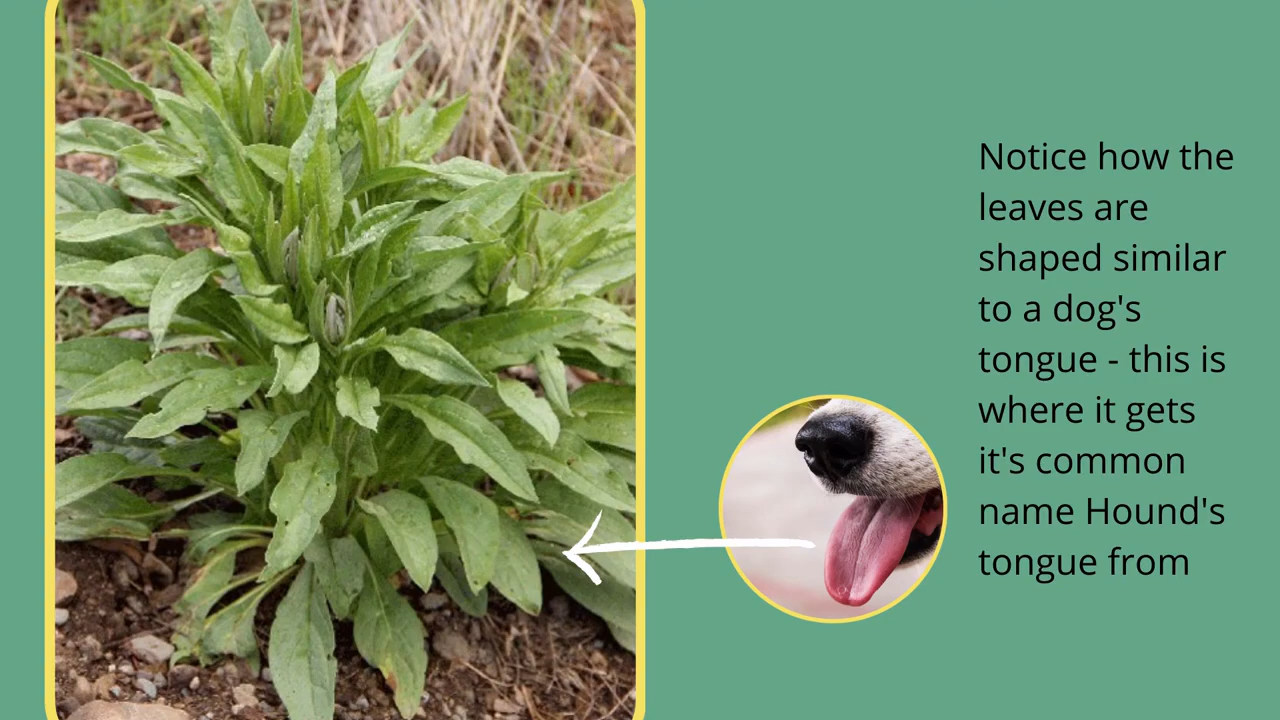 Notice how the
leaves are
shaped similar
to a dog's
tongue - this is
where it gets
it's common
name Hound's
tongue from